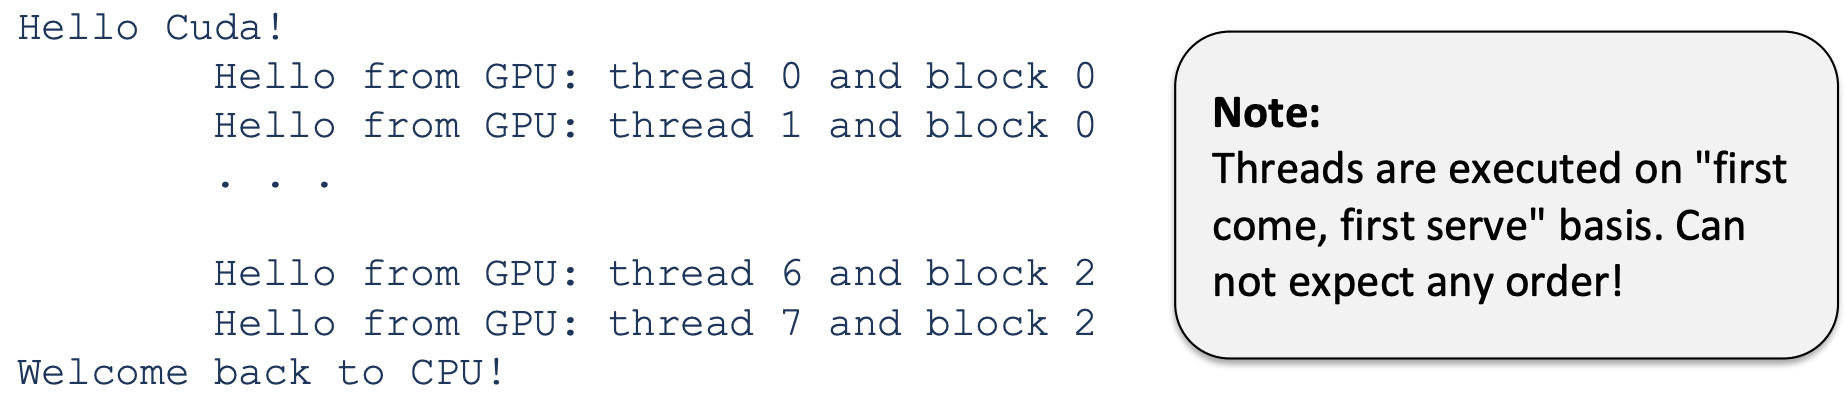 Hello Cuda!
Hello from GPU: thread 0 and block 0
Hello from GPU: thread 1 and block 0
. . .
Hello from GPU: thread 6 and block 2
Hello from GPU: thread 7 and block 2
Welcome back to CPU!
Note:
Threads are executed on "first
come, first serve" basis. Can
not expect any order!